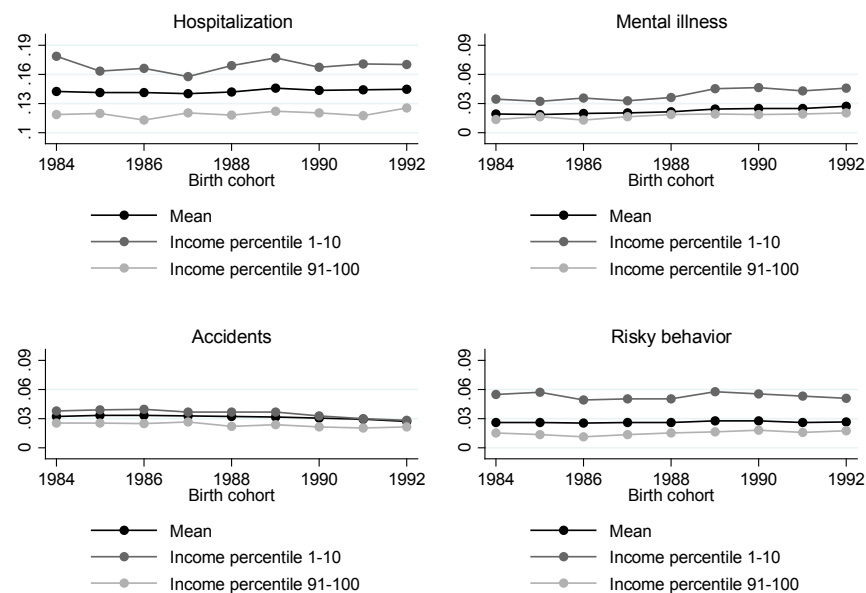 Hospitalization
.19
.16
.13
.1
1984 1986 1988 1990 1992
Birth cohort
Mean
Income percentile 1-10
Income percentile 91-100
Mental illness
.09
.06
.03
0
1984 1986 1988 1990 1992
Birth cohort
Mean
Income percentile 1-10
Income percentile 91-100
Accidents
.09
.06
.03
0
1984 1986 1988 1990 1992
Birth cohort
Mean
Income percentile 1-10
Income percentile 91-100
Risky behavior
.09
.06
.03
0
1984 1986 1988 1990 1992
Birth cohort
Mean
Income percentile 1-10
Income percentile 91-100